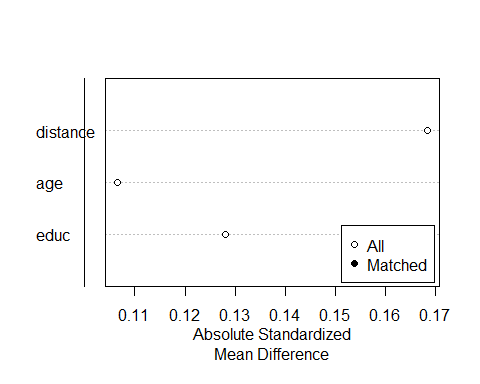 distance
age
educ
All
Matched
0.11 0.12 0.13 0.14 0.15 0.16 0.17
Absolute Standardized
Mean Difference